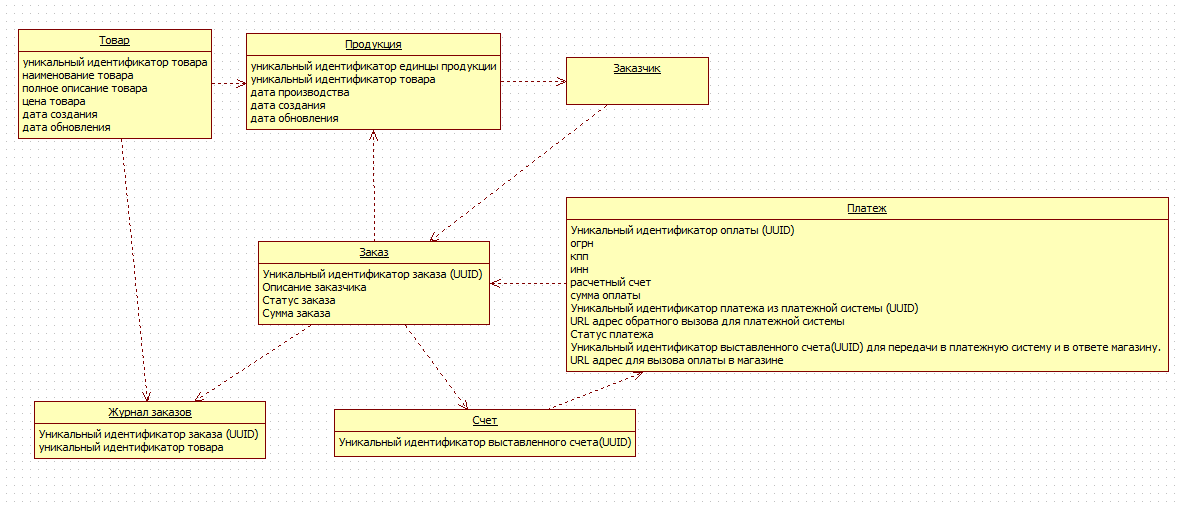 Товар
уникальный идентификатор товара
наименование товара
полное описание товара
цена товара
дата создания
дата обновления
Продукция
уникальный идентификатор единцы продукции
уникальный идентификатор товара
дата производства
дата создания
дата обновления
Заказчик
Платеж
Уникальный идентификатор оплаты (UUID)
огрн
кпп
инн
расчетный счет
сумма оплаты
Уникальный идентификатор платежа из платежной системы (UUID)
URL адрес обратного вызова для платежной системы
Статус платежа
Уникальный идентификатор выставленного счета(UUID) для передачи в платежную систему и в ответе магазину.
URL адрес для вызова оплаты в магазине
Заказ
Уникальный идентификатор заказа (UUID)
Описание заказчика
Статус заказа
Сумма заказа
Журнал заказов
Уникальный идентификатор заказа (UUID)
уникальный идентификатор товара
Счет
Уникальный идентификатор выставленного счета(UUID)